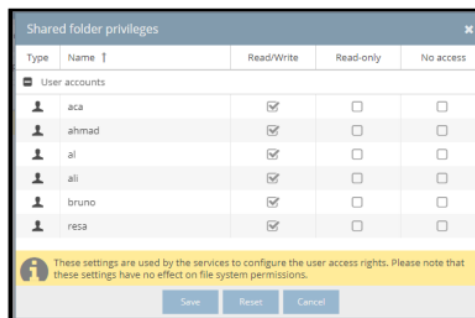 Shared folder privileges
Type Name Read/Write Read-only No access
User accounts
aca
ahmad
al
ali
bruno
resa
These settings are used by the services to configure the user access rights. Please note that
these settings have no effect on file system permissions.
Save Reset Cancel